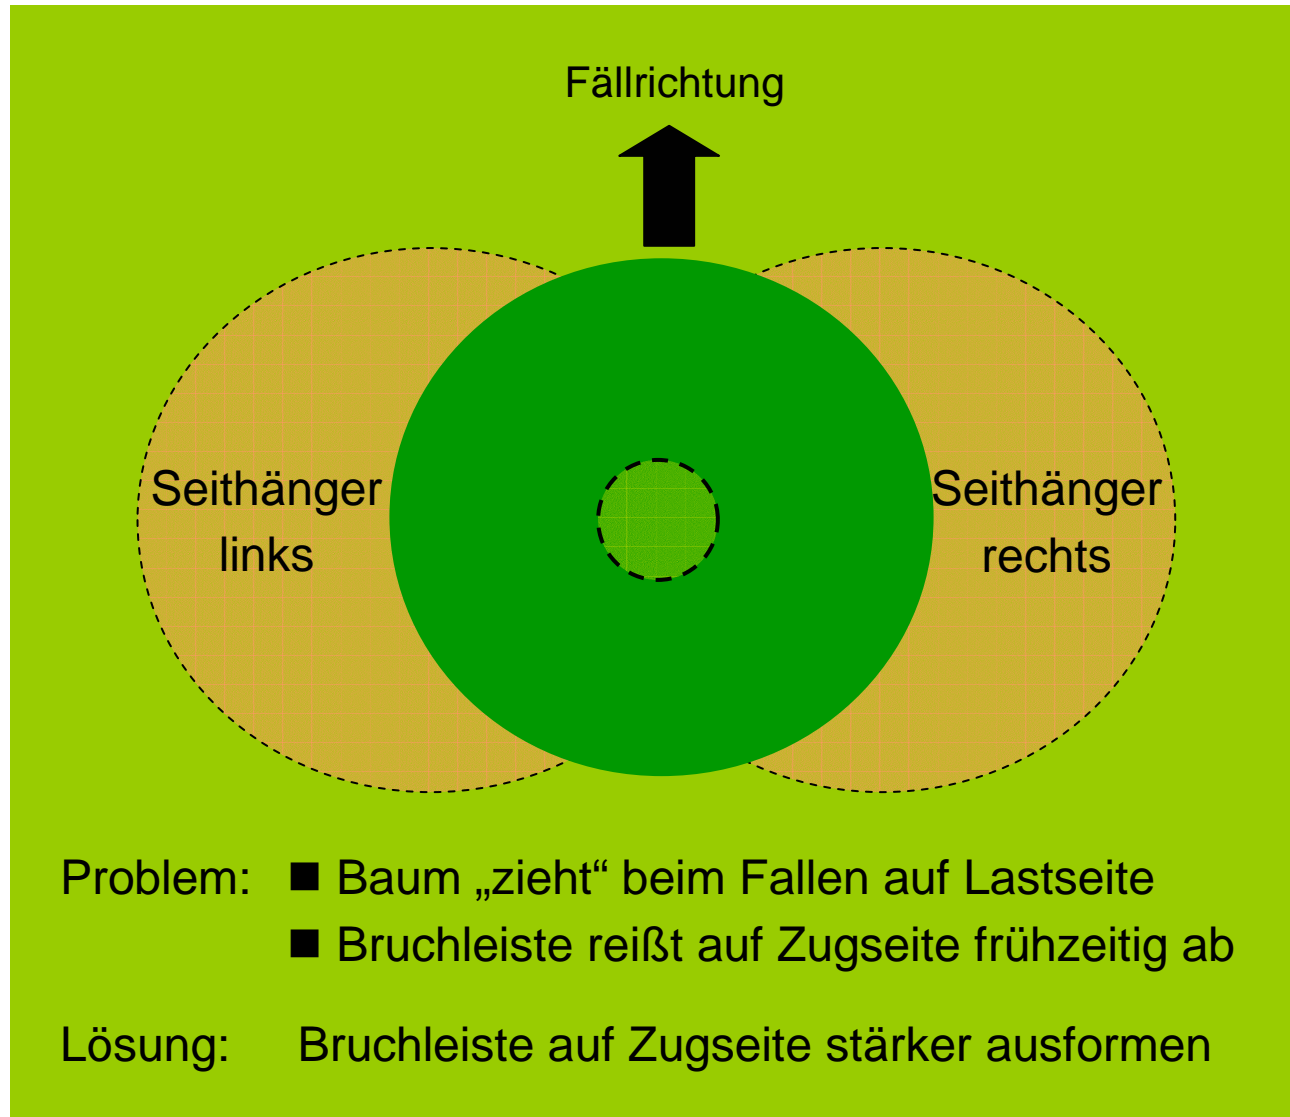 Fällrichtung
Seithänger
links
Seithänger
rechts
Problem: ■ Baum „zieht“ beim Fallen auf Lastseite
■ Bruchleiste reißt auf Zugseite frühzeitig ab
Lösung: Bruchleiste auf Zugseite stärker ausformen